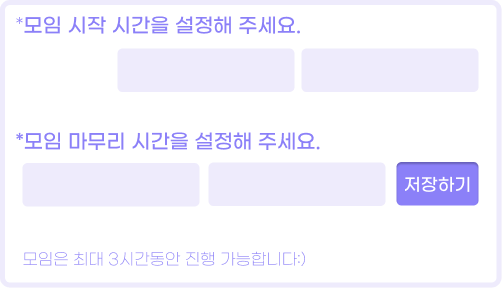 *모임 시작 시간을 설정해 주세요.
*모임 마무리 시간을 설정해 주세요.
저장하기
모임은 최대 3시간동안 진행 가능합니다:)